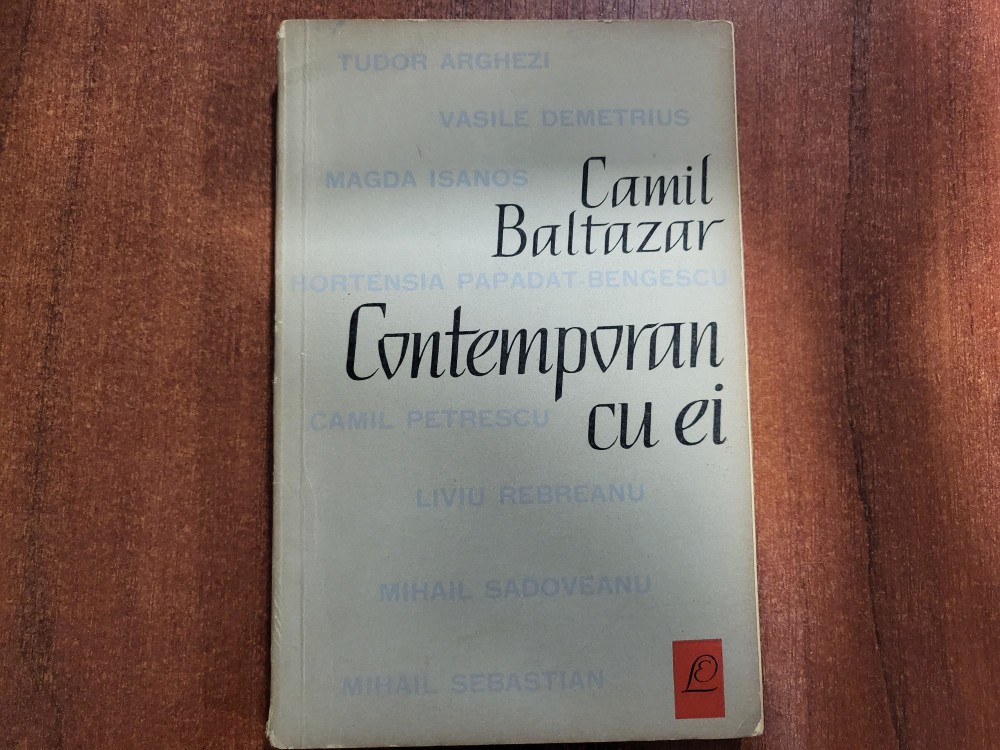 TUDOR ARGHEZI
VASILE DEMETRIUS
MAGDA ISANOS
Camil
Baltazar
HORTENSIA PAPADAT-BENGESCU
Contemporan
cu ei
CAMIL PETRESCU
LIVIU REBREANU
MIHAIL SADOVEANU
MIHAIL SEBASTIAN